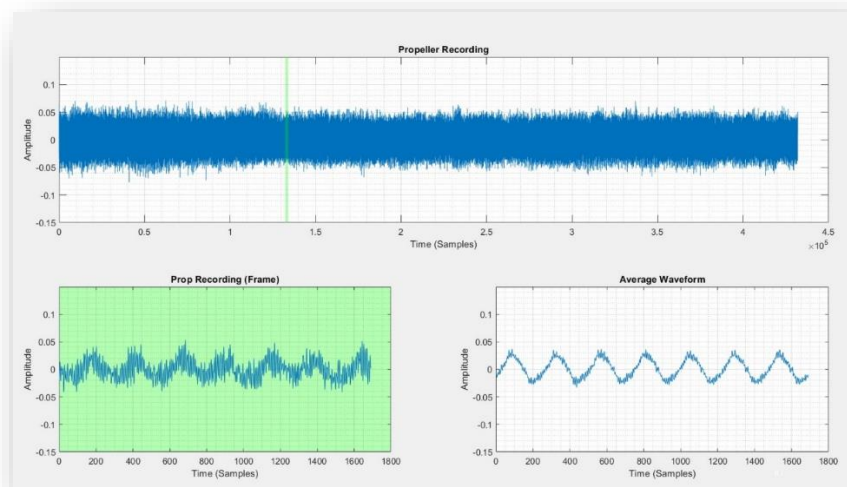 Propeller Recording
0.1
0.05
0
-0.05
-0.1
-0.15
Amplitude
0 0.5 1 1.5 2 2.5 3 3.5 4 4.5
Time (Samples)
×10⁵
Prop Recording (Frame)
0.1
0.05
0
-0.05
-0.1
-0.15
Amplitude
0 200 400 600 800 1000 1200 1400 1600 1800
Time (Samples)
Average Waveform
0.1
0.05
0
-0.05
-0.1
-0.15
Amplitude
0 200 400 600 800 1000 1200 1400 1600 1800
Time (Samples)